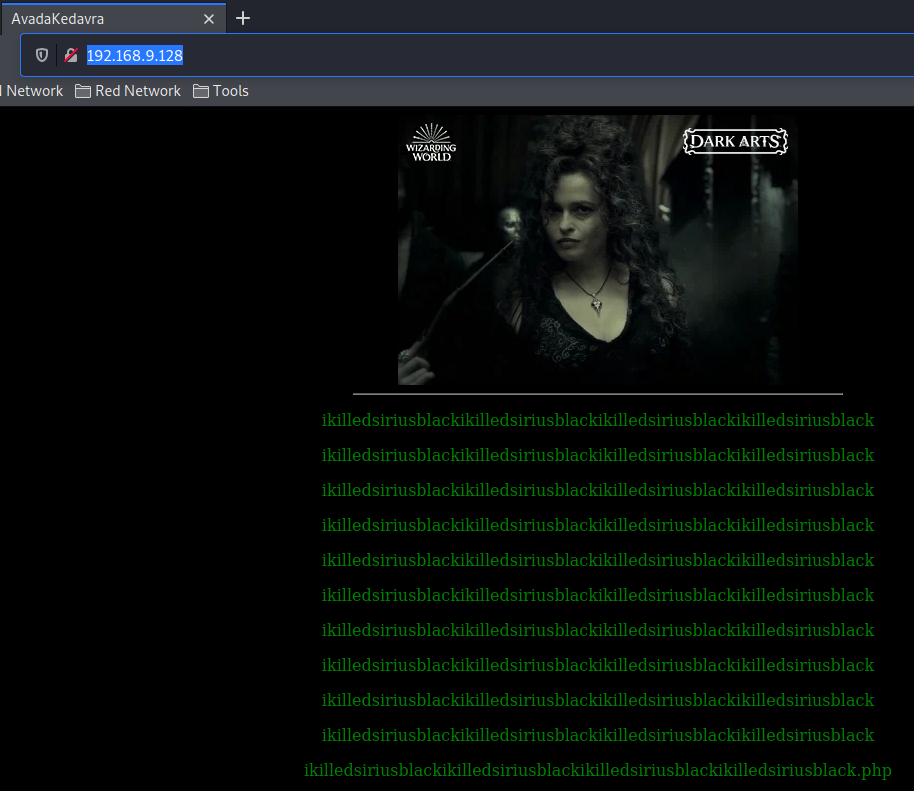 AvadaKedavra
192.168.9.128
Network Red Network Tools
WIZARDING WORLD
DARK ARTS
ikilledsiriusblackikilledsiriusblackikilledsiriusblackikilledsiriusblack
ikilledsiriusblackikilledsiriusblackikilledsiriusblackikilledsiriusblack
ikilledsiriusblackikilledsiriusblackikilledsiriusblackikilledsiriusblack
ikilledsiriusblackikilledsiriusblackikilledsiriusblackikilledsiriusblack
ikilledsiriusblackikilledsiriusblackikilledsiriusblackikilledsiriusblack
ikilledsiriusblackikilledsiriusblackikilledsiriusblackikilledsiriusblack
ikilledsiriusblackikilledsiriusblackikilledsiriusblackikilledsiriusblack
ikilledsiriusblackikilledsiriusblackikilledsiriusblackikilledsiriusblack
ikilledsiriusblackikilledsiriusblackikilledsiriusblackikilledsiriusblack
ikilledsiriusblackikilledsiriusblackikilledsiriusblackikilledsiriusblack
ikilledsiriusblackikilledsiriusblackikilledsiriusblackikilledsiriusblack.php